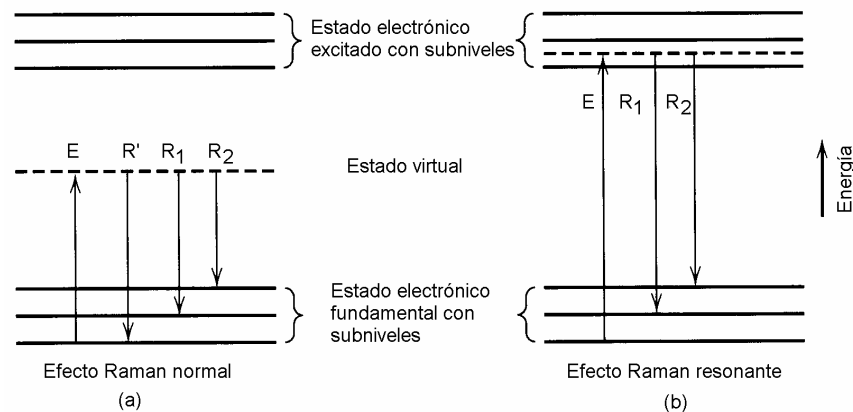 Estado electrónico
excitado con subniveles
E R' R1 R2
Estado virtual
E R1 R2
Energía
Estado electrónico
fundamental con
subniveles
Efecto Raman normal
(a)
Efecto Raman resonante
(b)